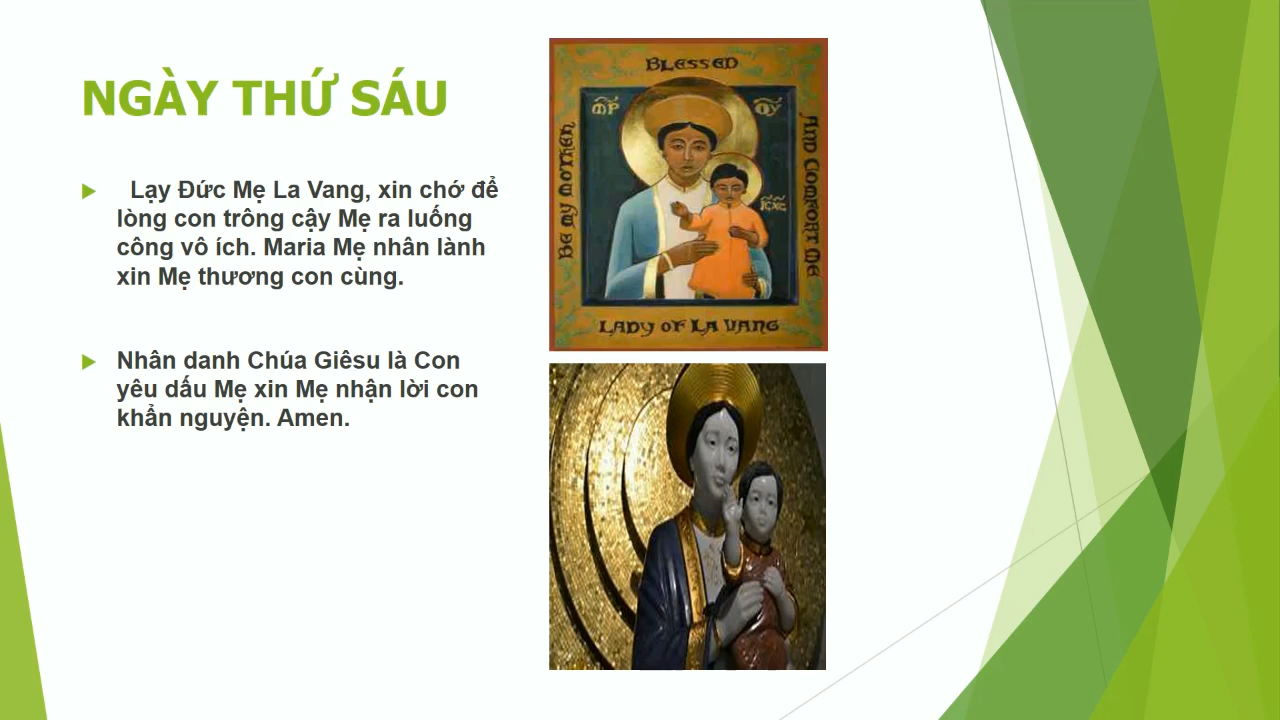 NGÀY THỨ SÁU
Lạy Đức Mẹ La Vang, xin chớ để
lòng con trông cậy Mẹ ra luống
công vô ích. Maria Mẹ nhân lành
xin Mẹ thương con cùng.
Nhân danh Chúa Giêsu là Con
yêu dấu Mẹ xin Mẹ nhận lời con
khẩn nguyện. Amen.
BLESSED
BE MY MOTHER
AND COMFORT ME
LADY OF LA VANG